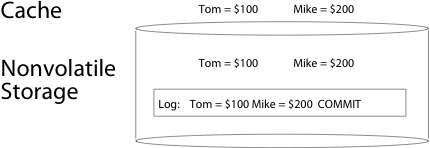 Cache Tom = $100 Mike = $200
Nonvolatile Storage Tom = $100 Mike = $200
Log: Tom = $100 Mike = $200 COMMIT